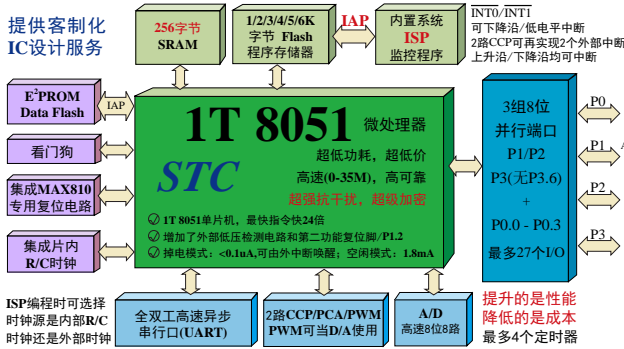 提供客制化
IC设计服务
256字节
SRAM
1/2/3/4/5/6K
字节 Flash
程序存储器
IAP
内置系统
ISP
监控程序
INT0/INT1
可下降沿/低电平中断
2路CCP可再实现2个外部中断
上升沿/下降沿均可中断
E²PROM
Data Flash
IAP
看门狗
集成MAX810
专用复位电路
集成片内
R/C时钟
1T 8051 微处理器
STC
超低功耗，超低价
高速(0-35M)，高可靠
超强抗干扰，超级加密
1T 8051单片机，最快指令快24倍
增加了外部低压检测电路和第二功能复位脚/P1.2
掉电模式：<0.1uA,可由外中断唤醒；空闲模式：1.8mA
3组8位
并行端口
P1/P2
P3(无P3.6)
+
P0.0 - P0.3
最多27个I/O
P0
P1
P2
P3
ISP编程时可选择
时钟源是内部R/C
时钟还是外部时钟
全双工高速异步
串行口(UART)
2路CCP/PCA/PWM
PWM可当D/A使用
A/D
高速8位8路
提升的是性能
降低的是成本
最多4个定时器